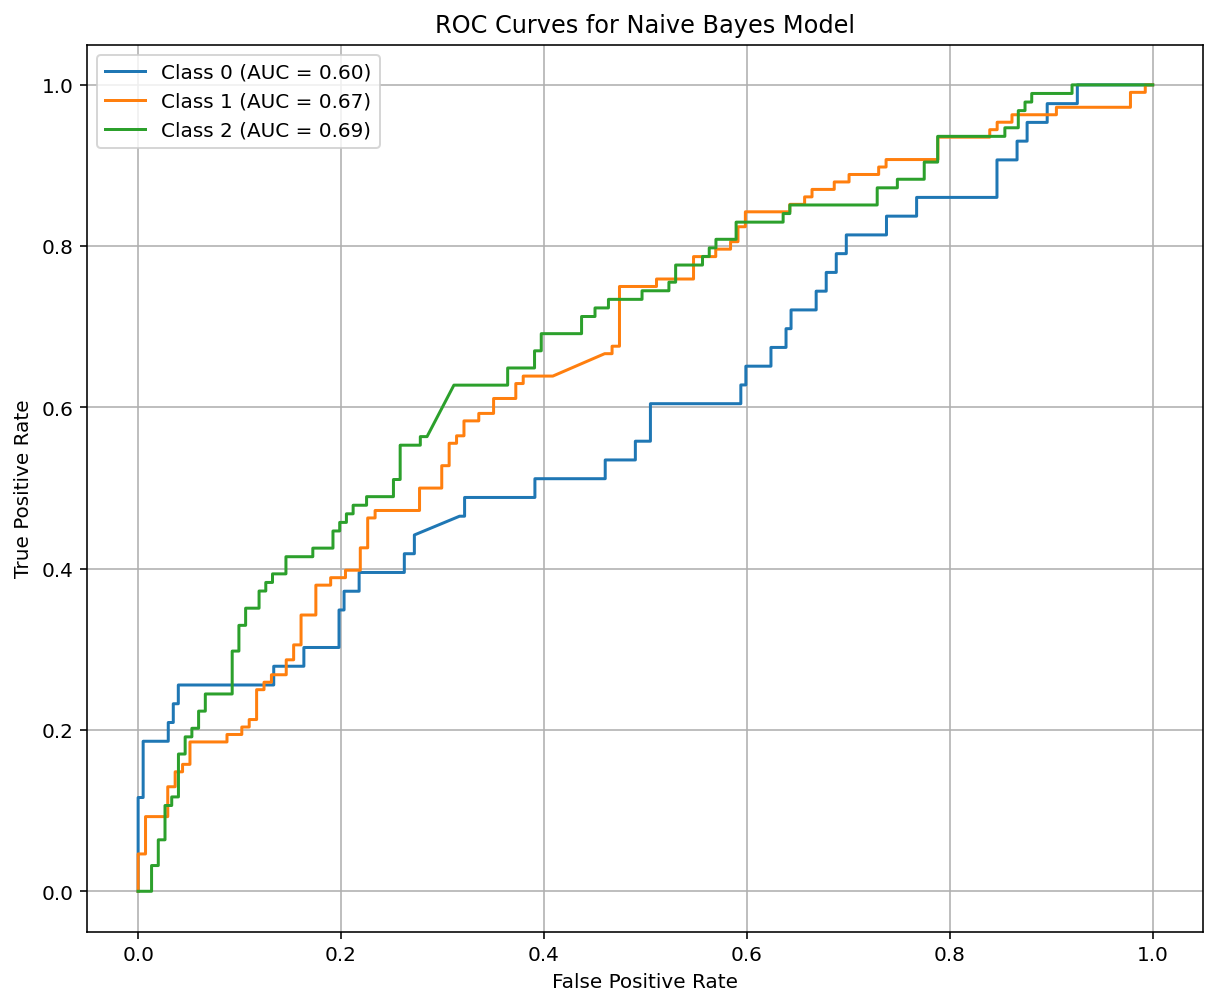 ROC Curves for Naive Bayes Model
Class 0 (AUC = 0.60)
Class 1 (AUC = 0.67)
Class 2 (AUC = 0.69)
1.0
0.8
0.6
0.4
0.2
0.0
True Positive Rate
0.0 0.2 0.4 0.6 0.8 1.0
False Positive Rate